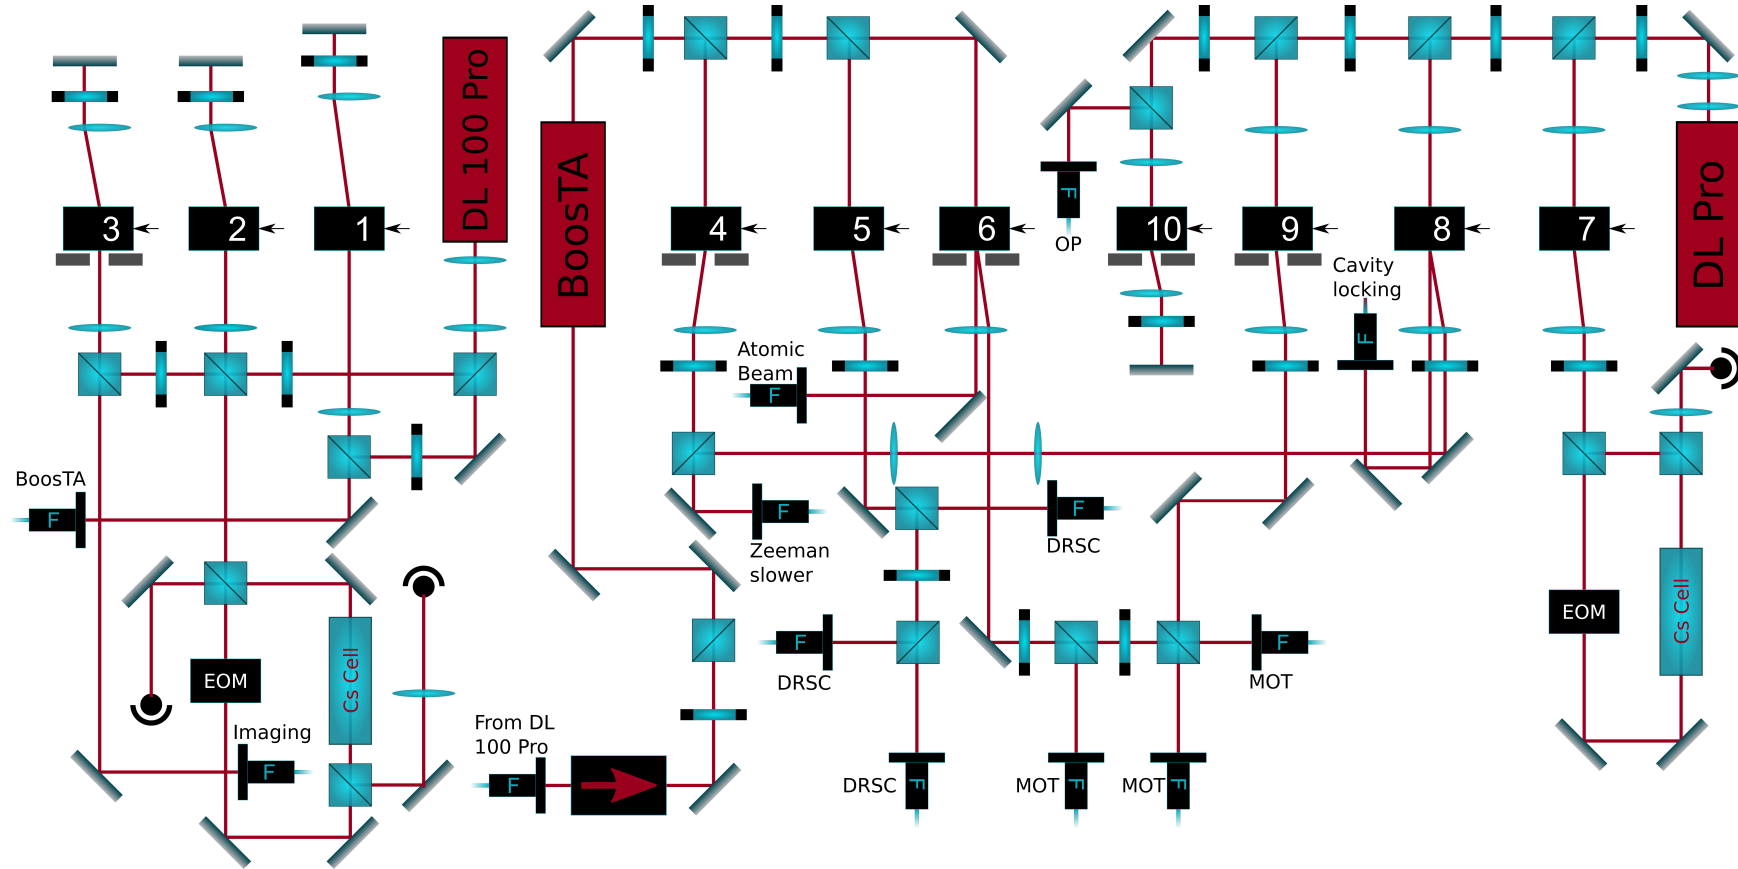 DL 100 Pro
BoosTA
DL Pro
3
2
1
4
5
6
10
9
8
7
F
OP
Cavity
locking
F
Atomic
Beam
F
BoosTA
F
F
Zeeman
slower
F
DRSC
EOM
Cs Cell
EOM
Cs Cell
F
DRSC
F
MOT
Imaging
F
From DL
100 Pro
F
DRSC
F
MOT
F
MOT
F